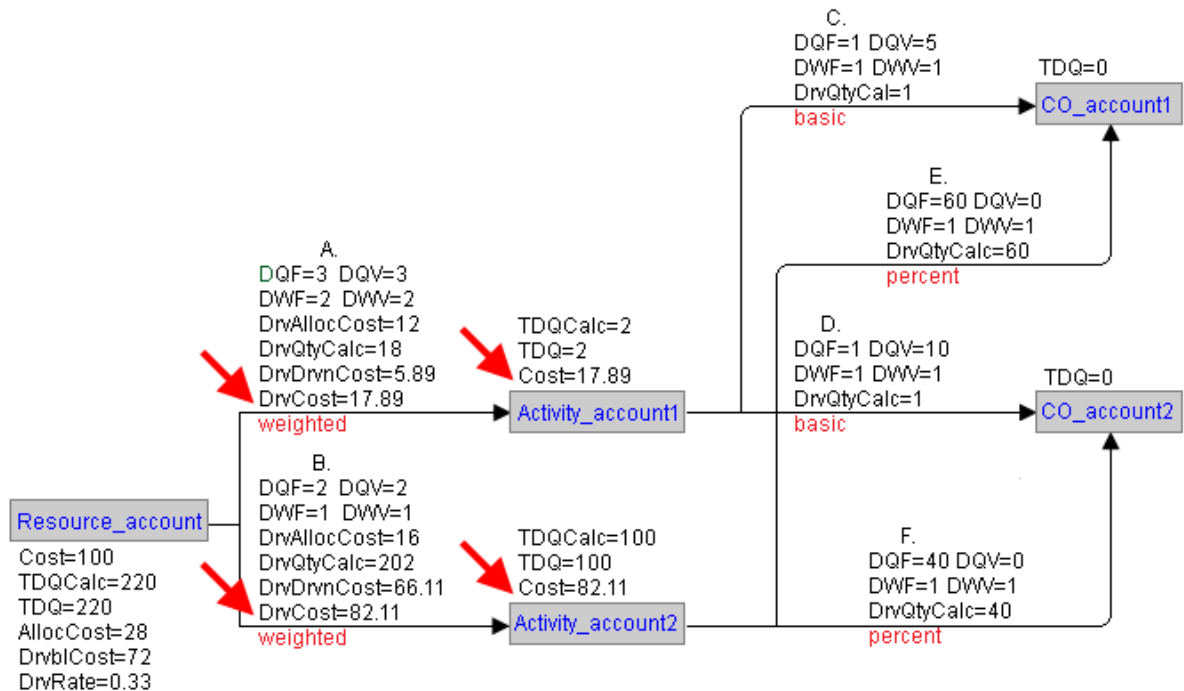 C.
DQF=1 DQV=5
DWF=1 DWV=1
DrvQtyCal=1
basic
TDQ=0
CO_account1
E.
DQF=60 DQV=0
DWF=1 DWV=1
DrvQtyCalc=60
percent
A.
DQF=3 DQV=3
DWF=2 DWV=2
DrvAllocCost=12
DrvQtyCalc=18
DrvDrvnCost=5.89
DrvCost=17.89
weighted
TDQCalc=2
TDQ=2
Cost=17.89
Activity_account1
D.
DQF=1 DQV=10
DWF=1 DWV=1
DrvQtyCalc=1
basic
TDQ=0
CO_account2
B.
DQF=2 DQV=2
DWF=1 DWV=1
DrvAllocCost=16
DrvQtyCalc=202
DrvDrvnCost=66.11
DrvCost=82.11
weighted
Resource_account
Cost=100
TDQCalc=220
TDQ=220
AllocCost=28
DrvblCost=72
DrvRate=0.33
TDQCalc=100
TDQ=100
Cost=82.11
Activity_account2
F.
DQF=40 DQV=0
DWF=1 DWV=1
DrvQtyCalc=40
percent